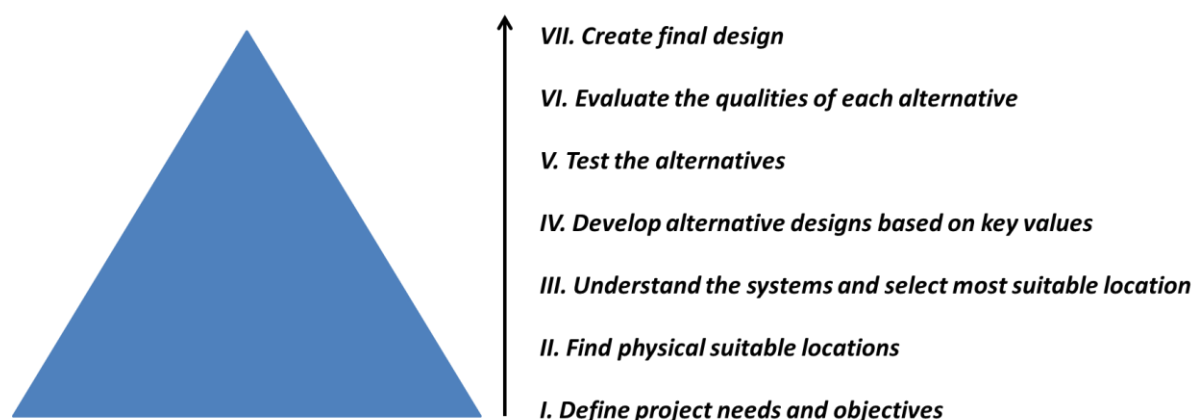 VII. Create final design
VI. Evaluate the qualities of each alternative
V. Test the alternatives
IV. Develop alternative designs based on key values
III. Understand the systems and select most suitable location
II. Find physical suitable locations
I. Define project needs and objectives